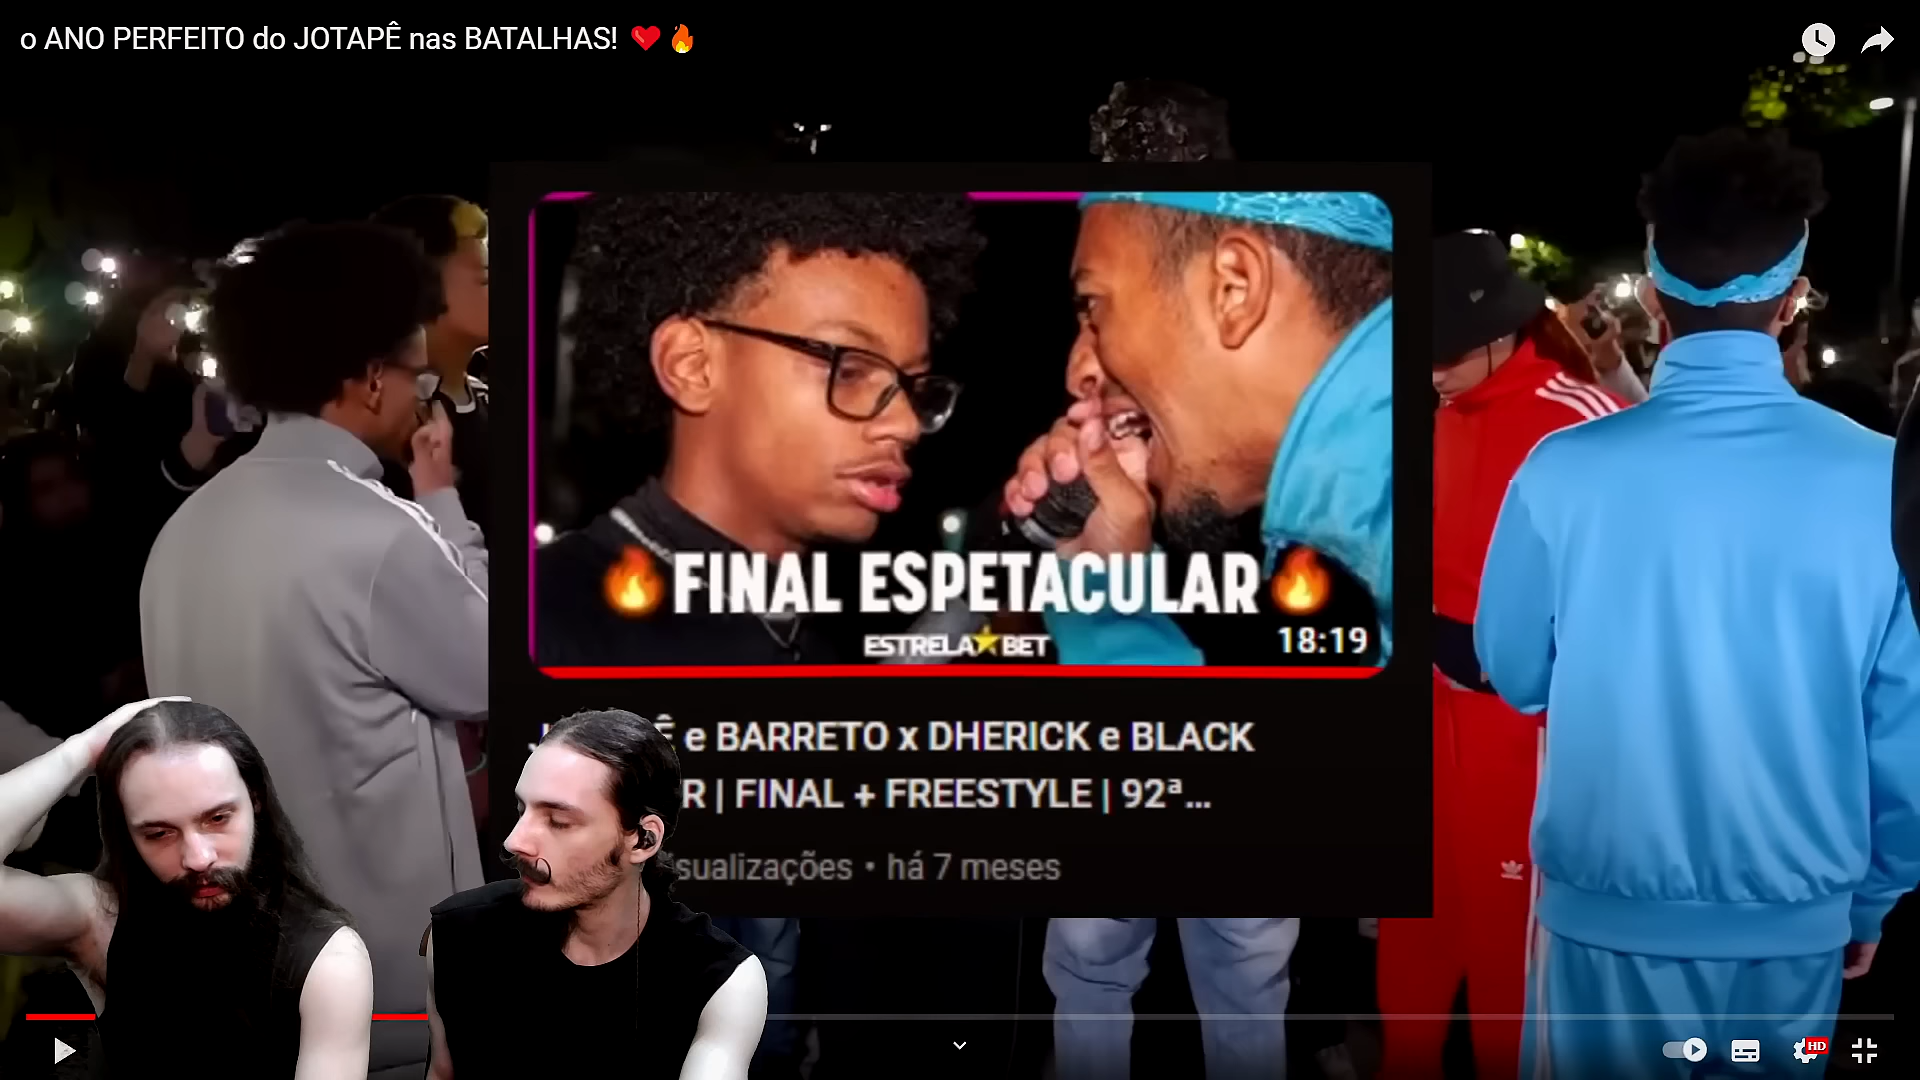 o ANO PERFEITO do JOTAPÊ nas BATALHAS! ❤️🔥
🔥FINAL ESPETACULAR🔥
ESTRELA★BET
18:19
e BARRETO x DHERICK e BLACK
| FINAL + FREESTYLE | 92ª...
• há 7 meses
HD